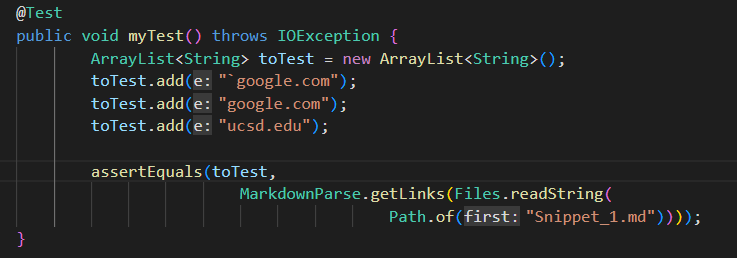 @Test
public void myTest() throws IOException {
ArrayList<String> toTest = new ArrayList<String>();
toTest.add(e: "`google.com");
toTest.add(e: "google.com");
toTest.add(e: "ucsd.edu");
assertEquals(toTest,
MarkdownParse.getLinks(Files.readString(
Path.of(first: "Snippet_1.md"))));
}